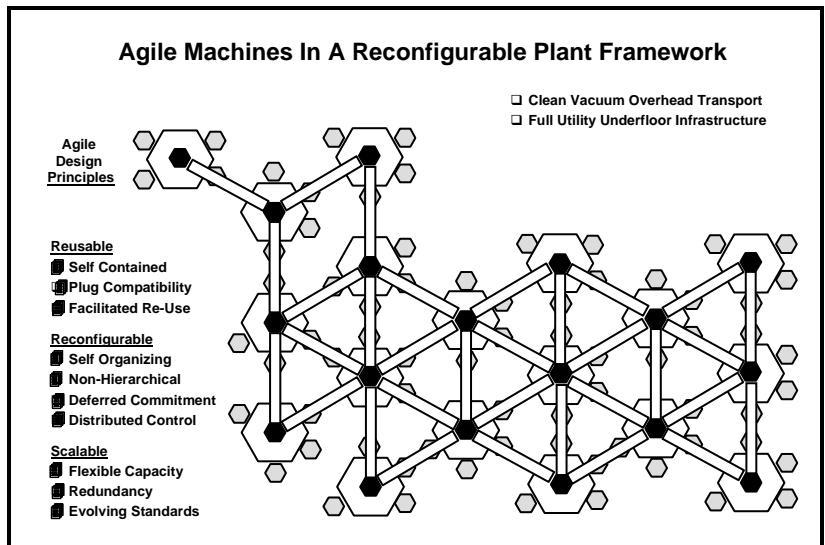 Agile Machines In A Reconfigurable Plant Framework
❑ Clean Vacuum Overhead Transport
❑ Full Utility Underfloor Infrastructure
Agile
Design
Principles
Reusable
Self Contained
Plug Compatibility
Facilitated Re-Use
Reconfigurable
Self Organizing
Non-Hierarchical
Deferred Commitment
Distributed Control
Scalable
Flexible Capacity
Redundancy
Evolving Standards